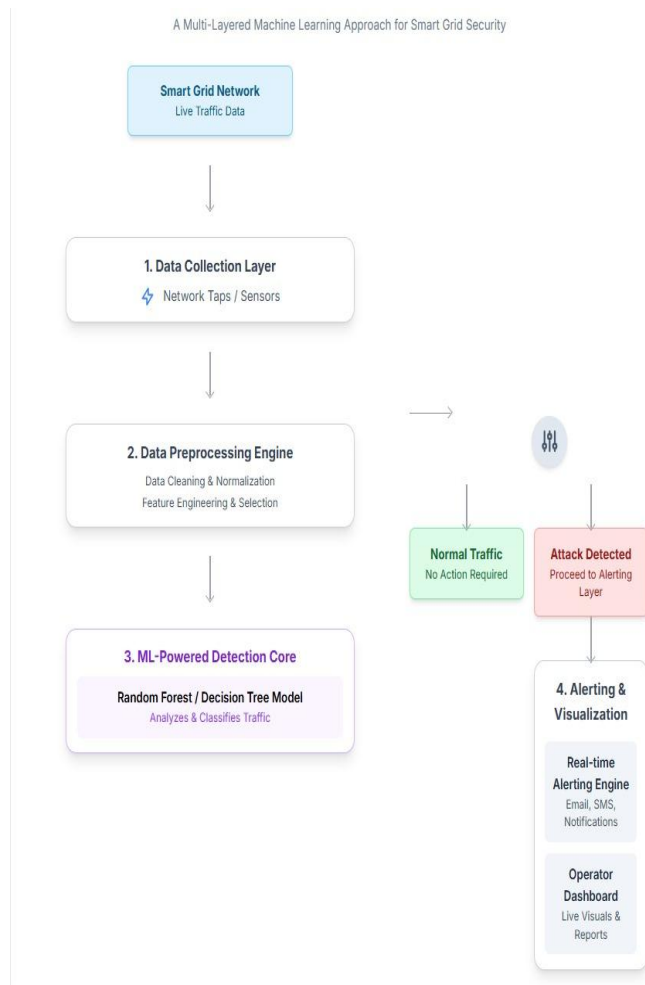 A Multi-Layered Machine Learning Approach for Smart Grid Security
Smart Grid Network
Live Traffic Data
1. Data Collection Layer
Network Taps / Sensors
2. Data Preprocessing Engine
Data Cleaning & Normalization
Feature Engineering & Selection
3. ML-Powered Detection Core
Random Forest / Decision Tree Model
Analyzes & Classifies Traffic
Normal Traffic
No Action Required
Attack Detected
Proceed to Alerting
Layer
4. Alerting &
Visualization
Real-time
Alerting Engine
Email, SMS,
Notifications
Operator
Dashboard
Live Visuals &
Reports